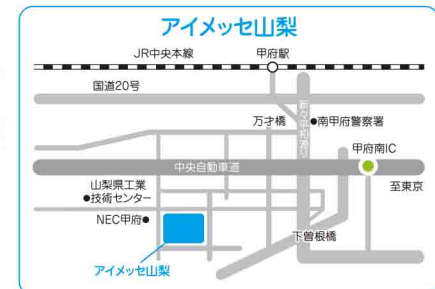 アイメッセ山梨
JR中央本線
甲府駅
国道20号
万才橋
●南甲府警察署
新々平和通り
甲府南IC
中央自動車道
至東京
山梨県工業
●技術センター
NEC甲府●
下曽根橋
アイメッセ山梨